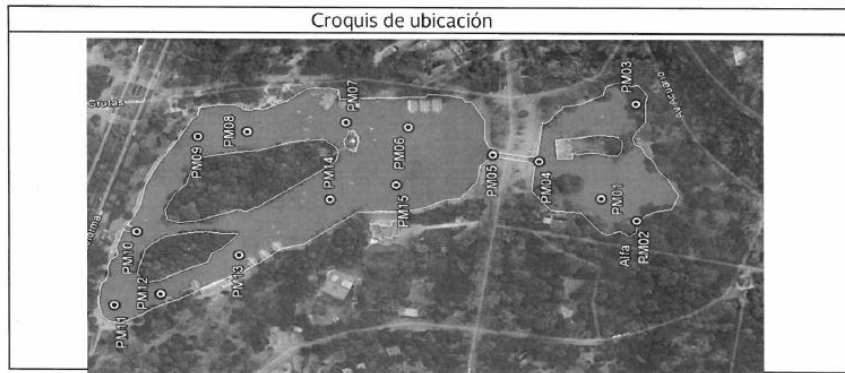 Croquis de ubicación
Grutas
PM09
PM08
PM07
PM06
PM14
PM15
PM05
PM04
PM03
Av Acuario
PM01
Alfa
PM02
PM10
PM12
PM11
PM13